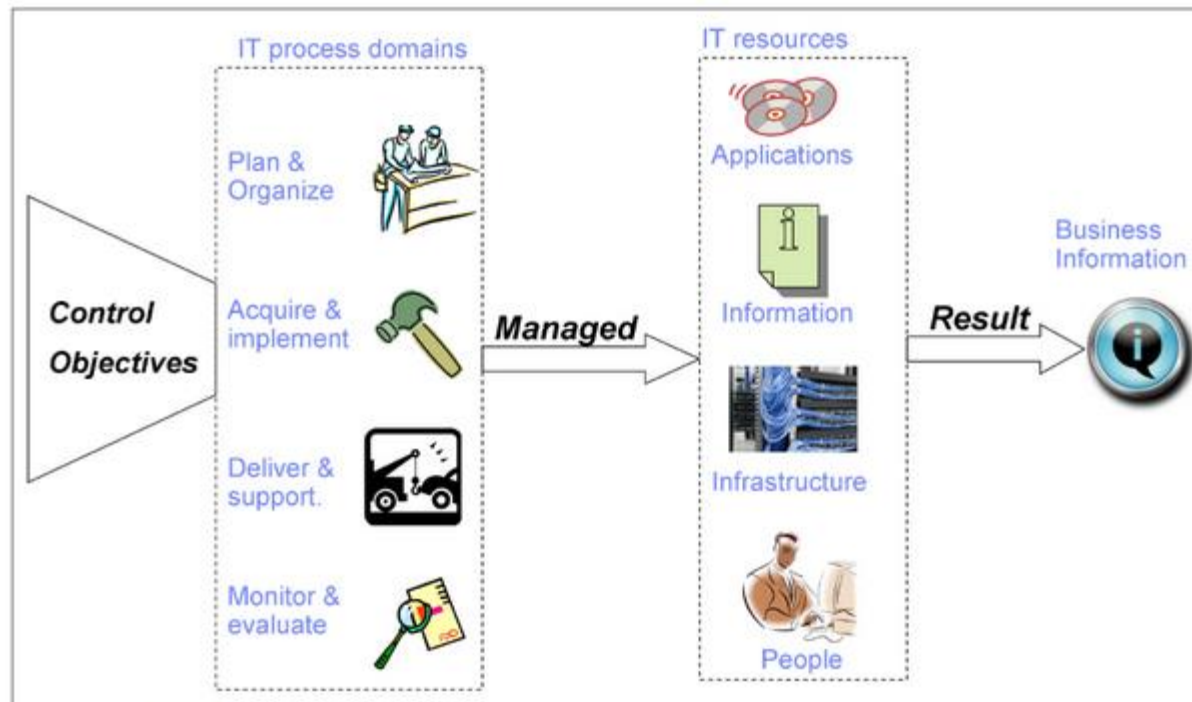 IT process domains
Plan &
Organize
Acquire &
implement
Deliver &
support.
Monitor &
evaluate
Control
Objectives
Managed
IT resources
Applications
i
Information
Infrastructure
People
Result
Business
Information
i